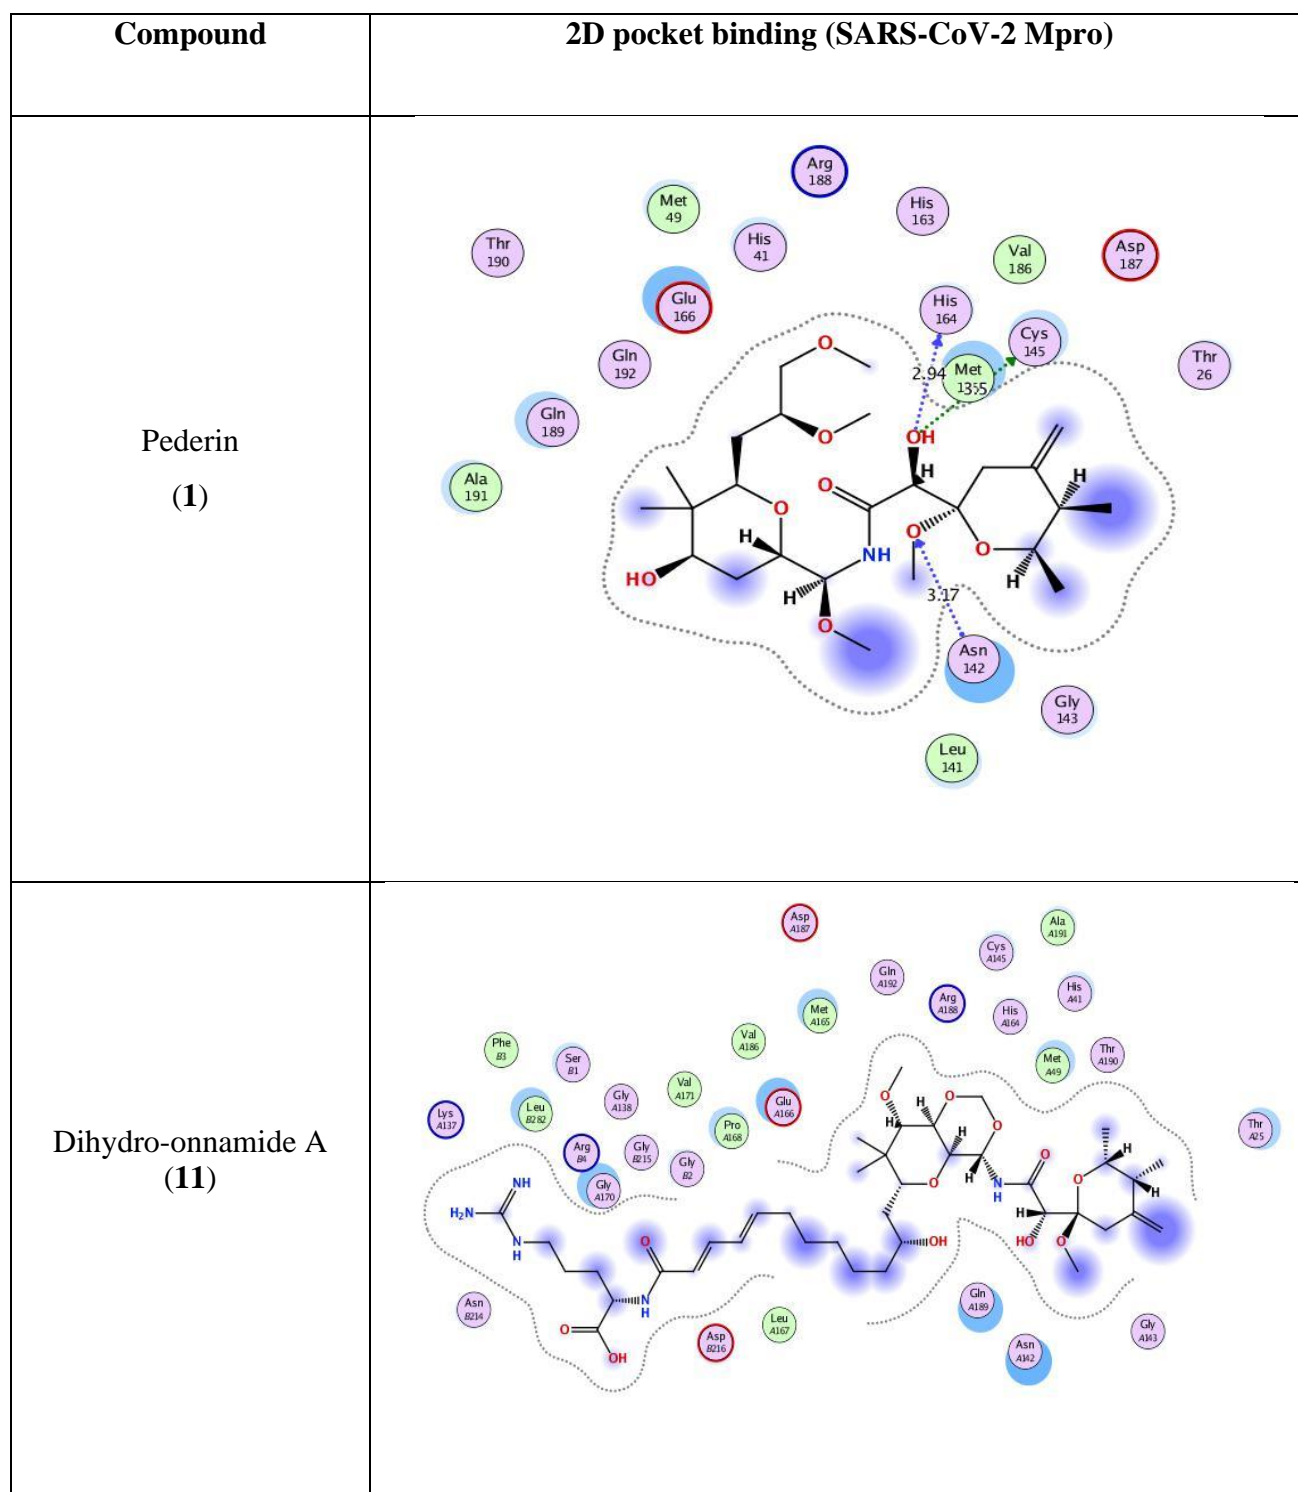 Compound
2D pocket binding (SARS-CoV-2 Mpro)
Pederin
(1)
Arg
188
Met
49
His
163
His
41
Thr
190
Val
186
Asp
187
Glu
166
His
164
Cys
145
Gln
192
Met
Thr
26
2.94
3.5
Gln
189
Ala
191
OH
H
O
O
O
O
H
H
O
NH
O
HO
H
H
O
3.17
Asn
142
Gly
143
Leu
141
Dihydro-onnamide A
(11)
Asp
A187
Ala
A191
Cys
A145
Gln
A192
His
A41
Arg
A188
Met
A165
His
A164
Val
A186
Phe
B3
Ser
B1
Thr
A190
Met
A49
Val
A171
Gly
A138
Glu
A166
Leu
B282
Lys
A137
Pro
A168
Thr
A25
Arg
B4
Gly
B215
Gly
B2
Gly
A170
O
O
O
H
H
H
O
N
H
O
O
H
H
H
HO
O
NH
H₂N
N
H
O
N
H
O
OH
OH
Asn
B214
Gln
A189
Leu
A167
Asp
B216
Gly
A143
Asn
A142